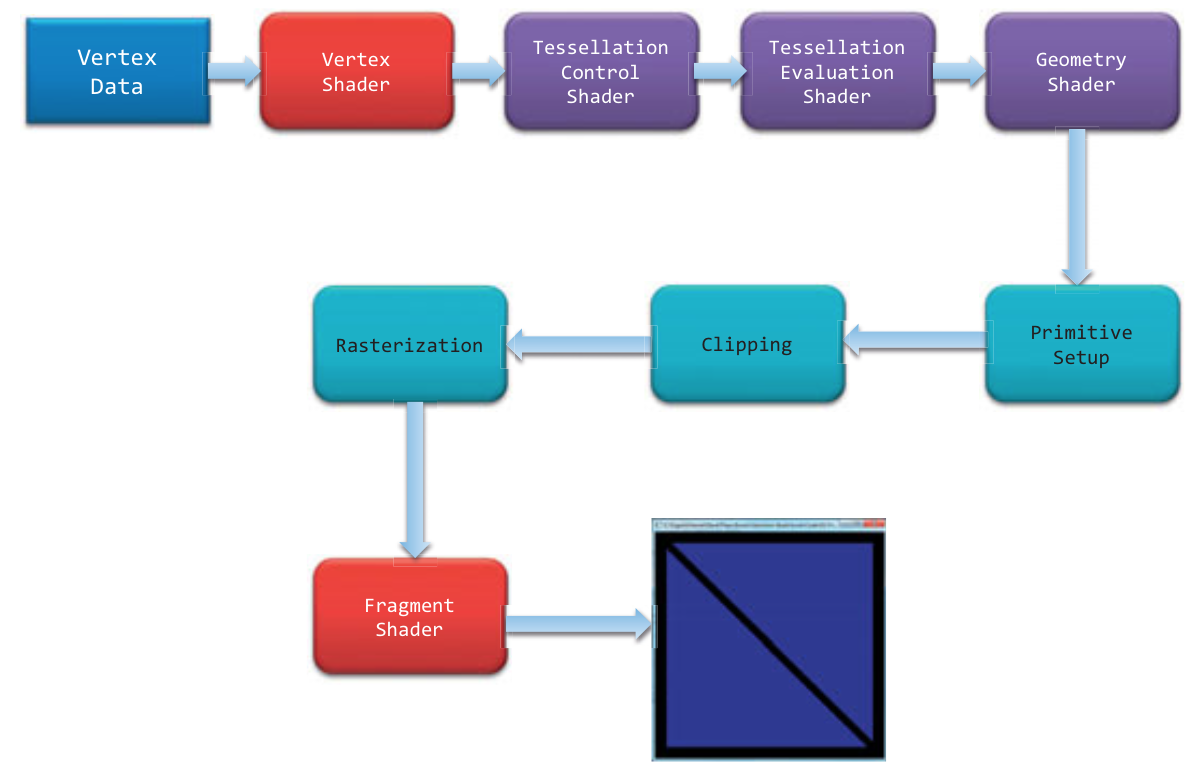 Vertex
Data
Vertex
Shader
Tessellation
Control
Shader
Tessellation
Evaluation
Shader
Geometry
Shader
Primitive
Setup
Clipping
Rasterization
Fragment
Shader